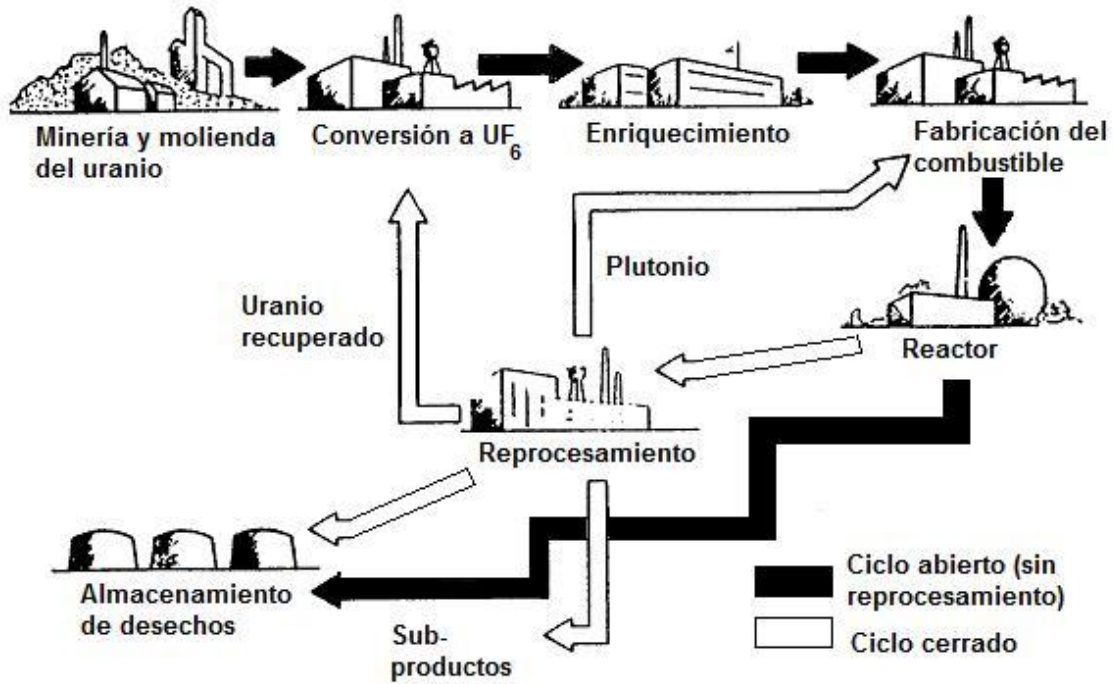 Minería y molienda
del uranio
Conversión a UF6
Enriquecimiento
Fabricación del
combustible
Plutonio
Uranio
recuperado
Reactor
Reprocesamiento
Almacenamiento
de desechos
Sub-
productos
Ciclo abierto (sin
reprocesamiento)
Ciclo cerrado